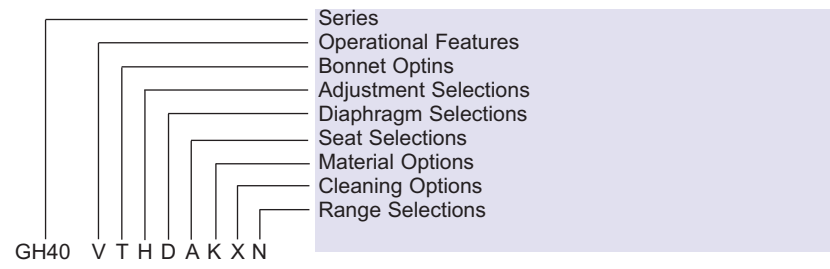 Series
Operational Features
Bonnet Optins
Adjustment Selections
Diaphragm Selections
Seat Selections
Material Options
Cleaning Options
Range Selections
GH40 V T H D A K X N